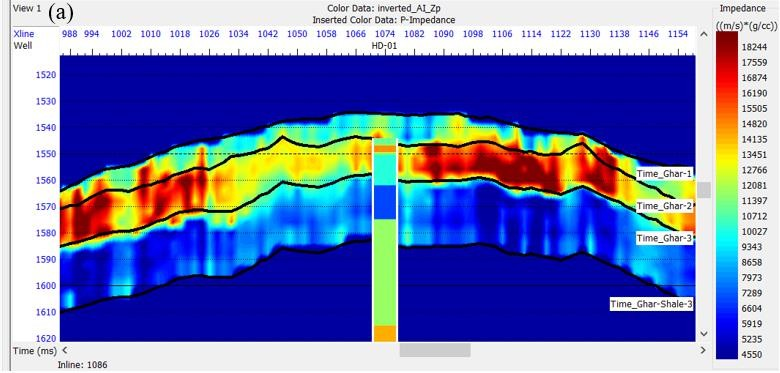 View 1
(a)
Color Data: inverted_AI_Zp
Inserted Color Data: P-Impedance
Impedance
((m/s)*(g/cc))
Xline 988 994 1002 1010 1018 1026 1034 1042 1050 1058 1066 1074 1082 1090 1098 1106 1114 1122 1130 1138 1146 1154
Well HD-01
1520
1530
1540
1550
1560
1570
1580
1590
1600
1610
1620
Time_Ghar-1
Time_Ghar-2
Time_Ghar-3
Time_Ghar-Shale-3
18244
17559
16874
16190
15505
14820
14135
13451
12766
12081
11397
10712
10027
9343
8658
7973
7289
6604
5919
5235
4550
Time (ms)
Inline: 1086